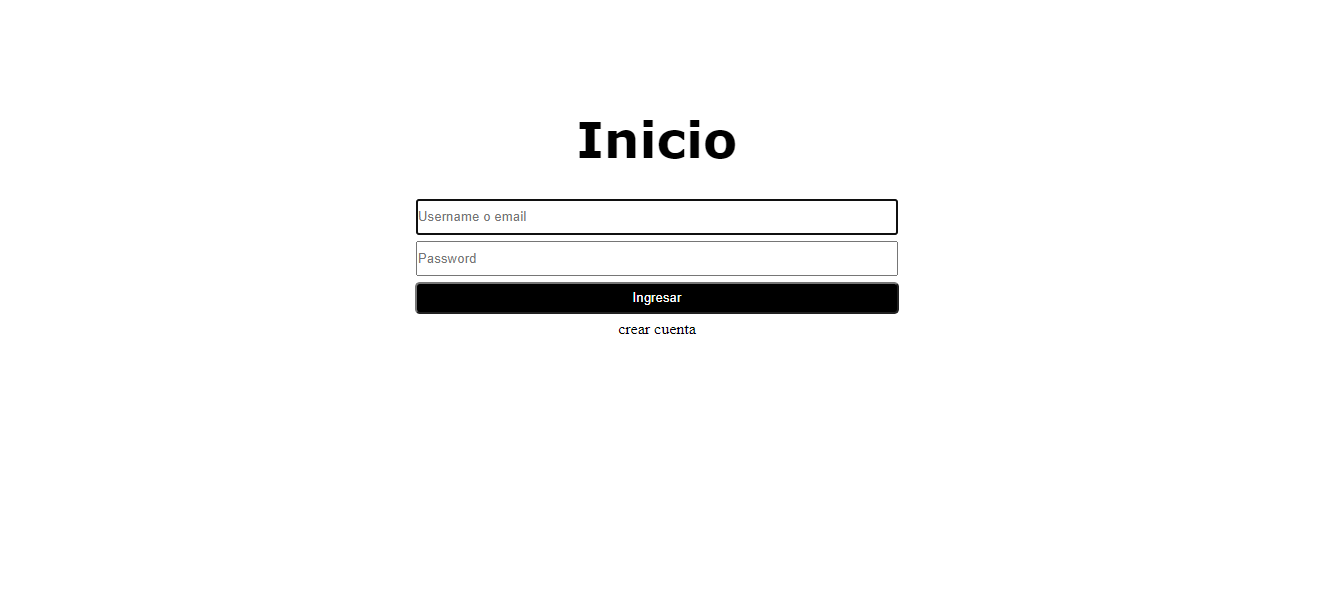 Inicio
Username o email
Password
Ingresar
crear cuenta